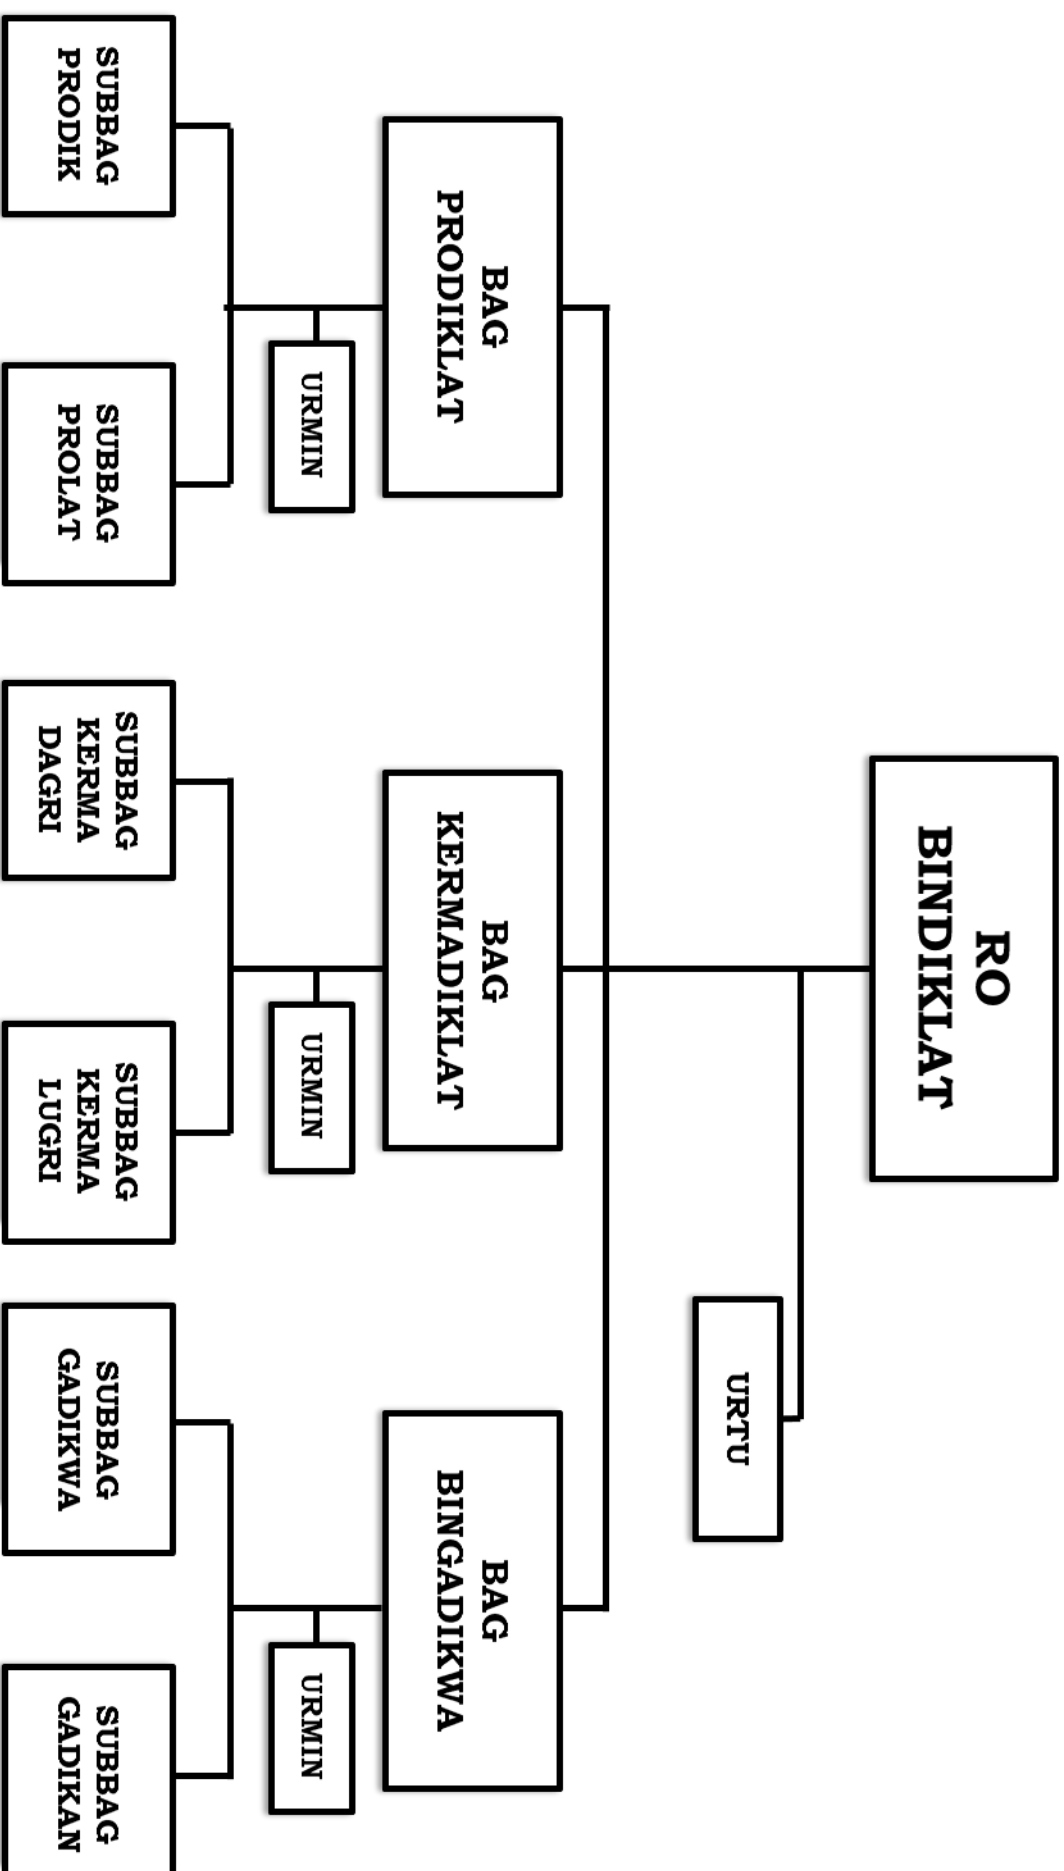 RO
BINDIKLAT
URTU
BAG
PRODIKLAT
BAG
KERMADIKLAT
BAG
BINGADIKWA
URMIN
URMIN
URMIN
SUBBAG
PRODIK
SUBBAG
PROLAT
SUBBAG
KERMA
DAGRI
SUBBAG
KERMA
LUGRI
SUBBAG
GADIKWA
SUBBAG
GADIKAN